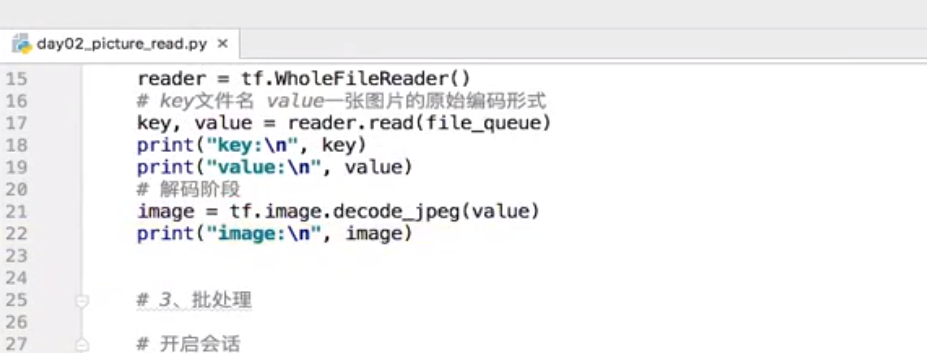 day02_picture_read.py ×
15 reader = tf.WholeFileReader()
16 # key文件名 value一张图片的原始编码形式
17 key, value = reader.read(file_queue)
18 print("key:\n", key)
19 print("value:\n", value)
20 # 解码阶段
21 image = tf.image.decode_jpeg(value)
22 print("image:\n", image)
23
24
25 # 3、批处理
26
27 # 开启会话